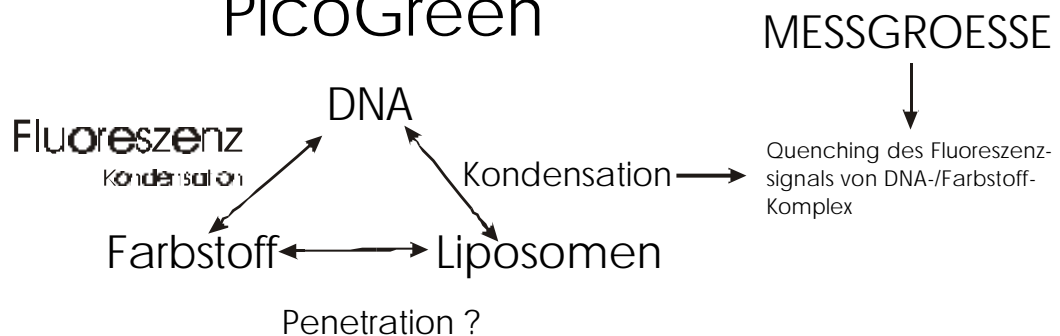 PicoGreen
MESSGROESSE
DNA
Fluoreszenz
Kondensation
Kondensation
Quenching des Fluoreszenz-
signals von DNA-/Farbstoff-
Komplex
Farbstoff
Liposomen
Penetration ?